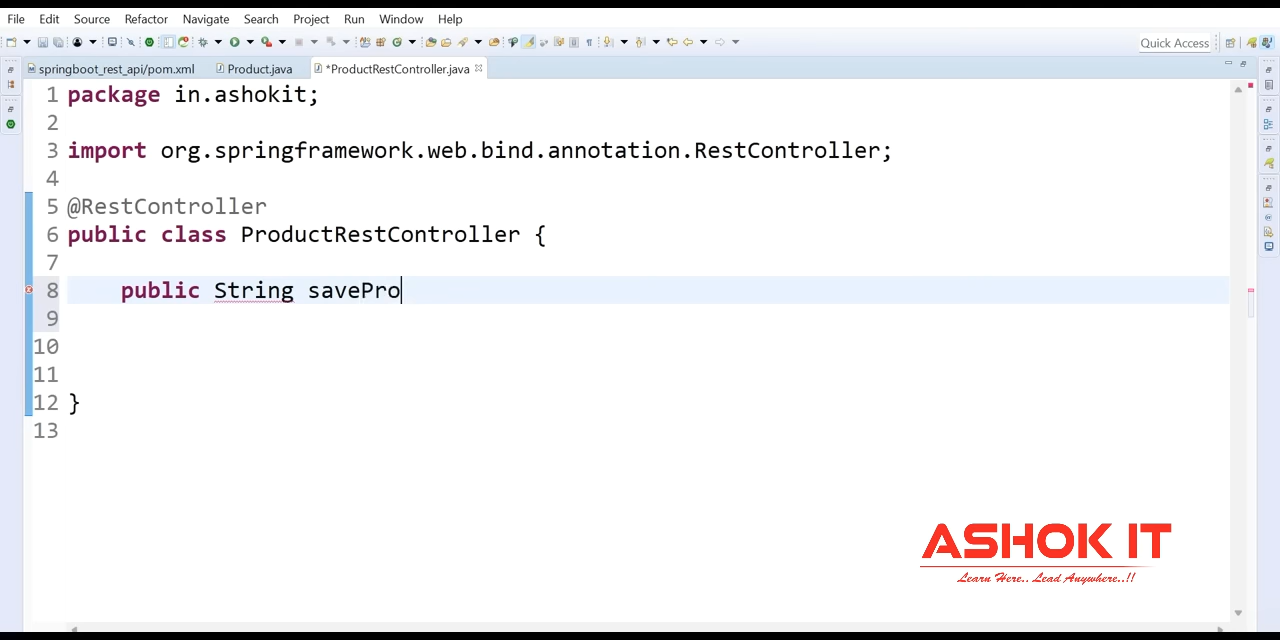 File Edit Source Refactor Navigate Search Project Run Window Help
Quick Access
springboot_rest_api/pom.xml Product.java *ProductRestController.java
1 package in.ashokit;
2
3 import org.springframework.web.bind.annotation.RestController;
4
5 @RestController
6 public class ProductRestController {
7
8 public String savePro
9
10
11
12 }
13
ASHOK IT
Learn Here.. Lead Anywhere..!!